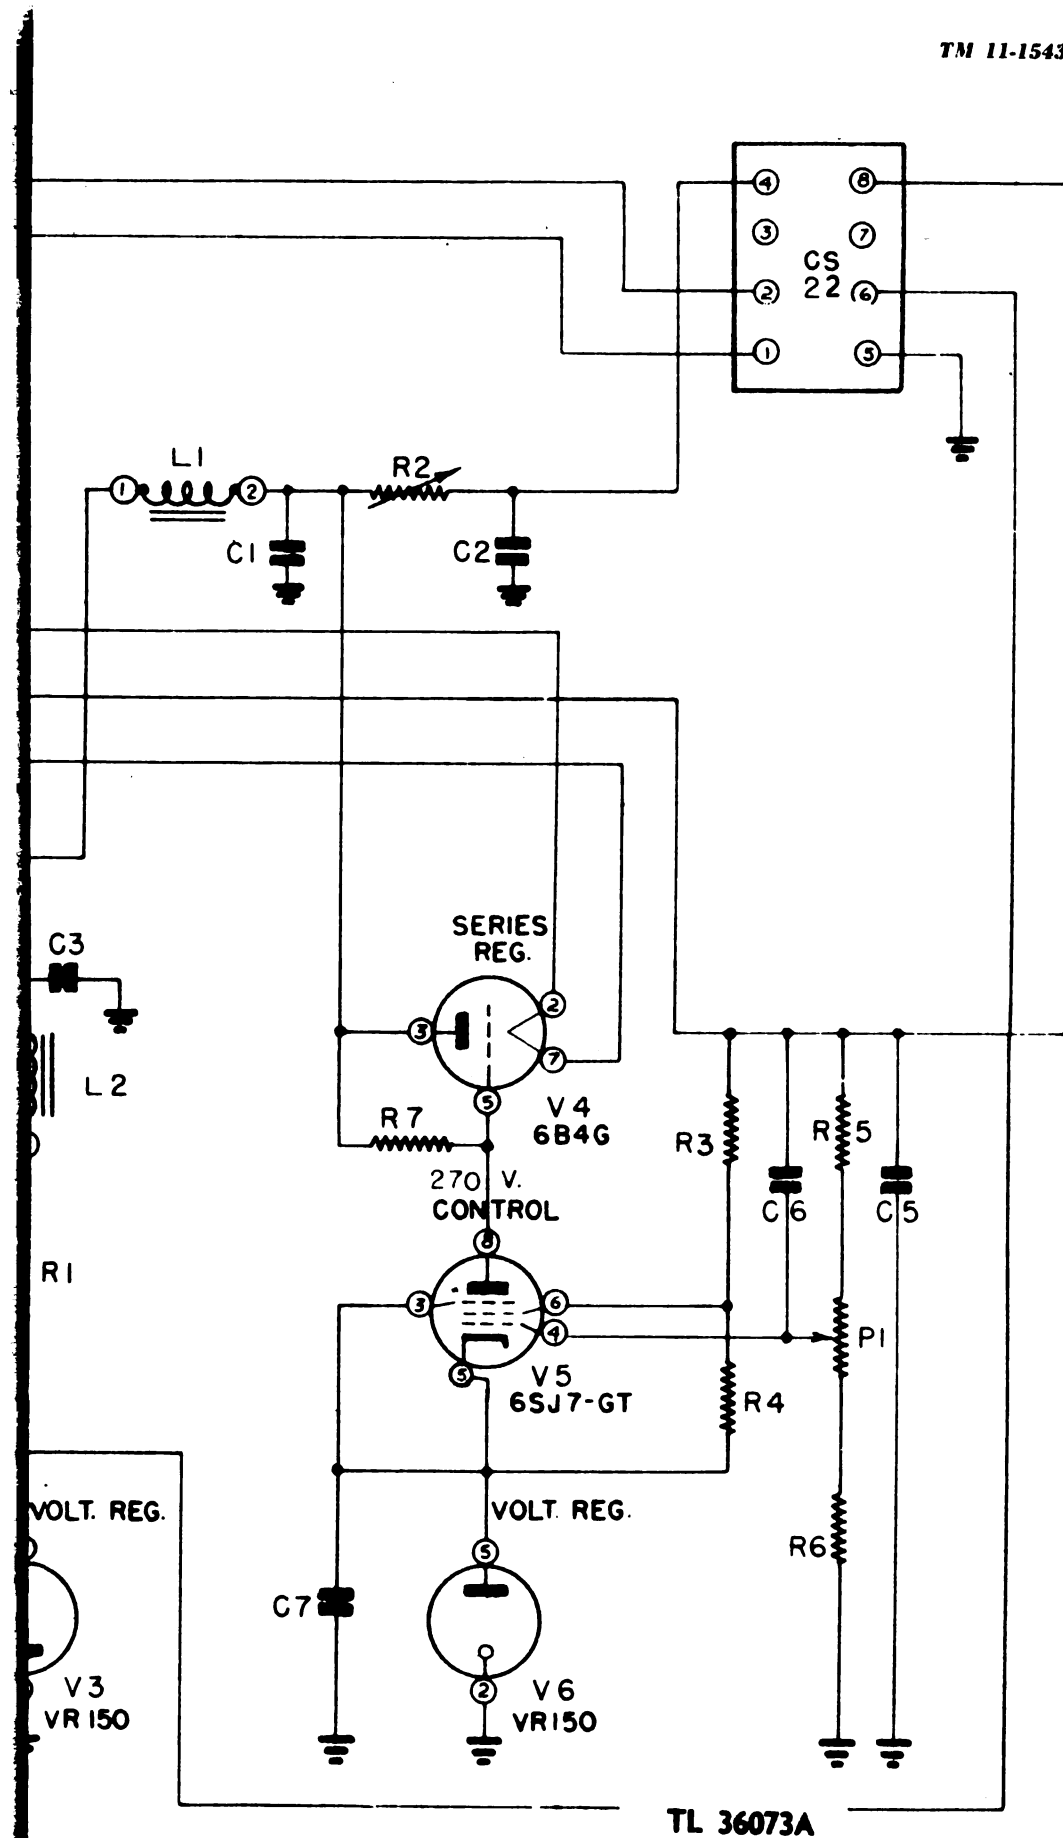 TM 11-1543
4 8
3 7
CS
22
2 6
1 5
L1
R2
1 2
C1
C2
SERIES
REG.
C3
2
3
7
L2
5
V4
6B4G
R7
R3
R 5
270 V.
CONTROL
C6
C5
8
R1
3 6
4
P1
V5
5
6SJ7-GT
R4
VOLT. REG.
VOLT. REG.
5
R6
C7
V3
2
V6
VR150
VR150
TL 36073A